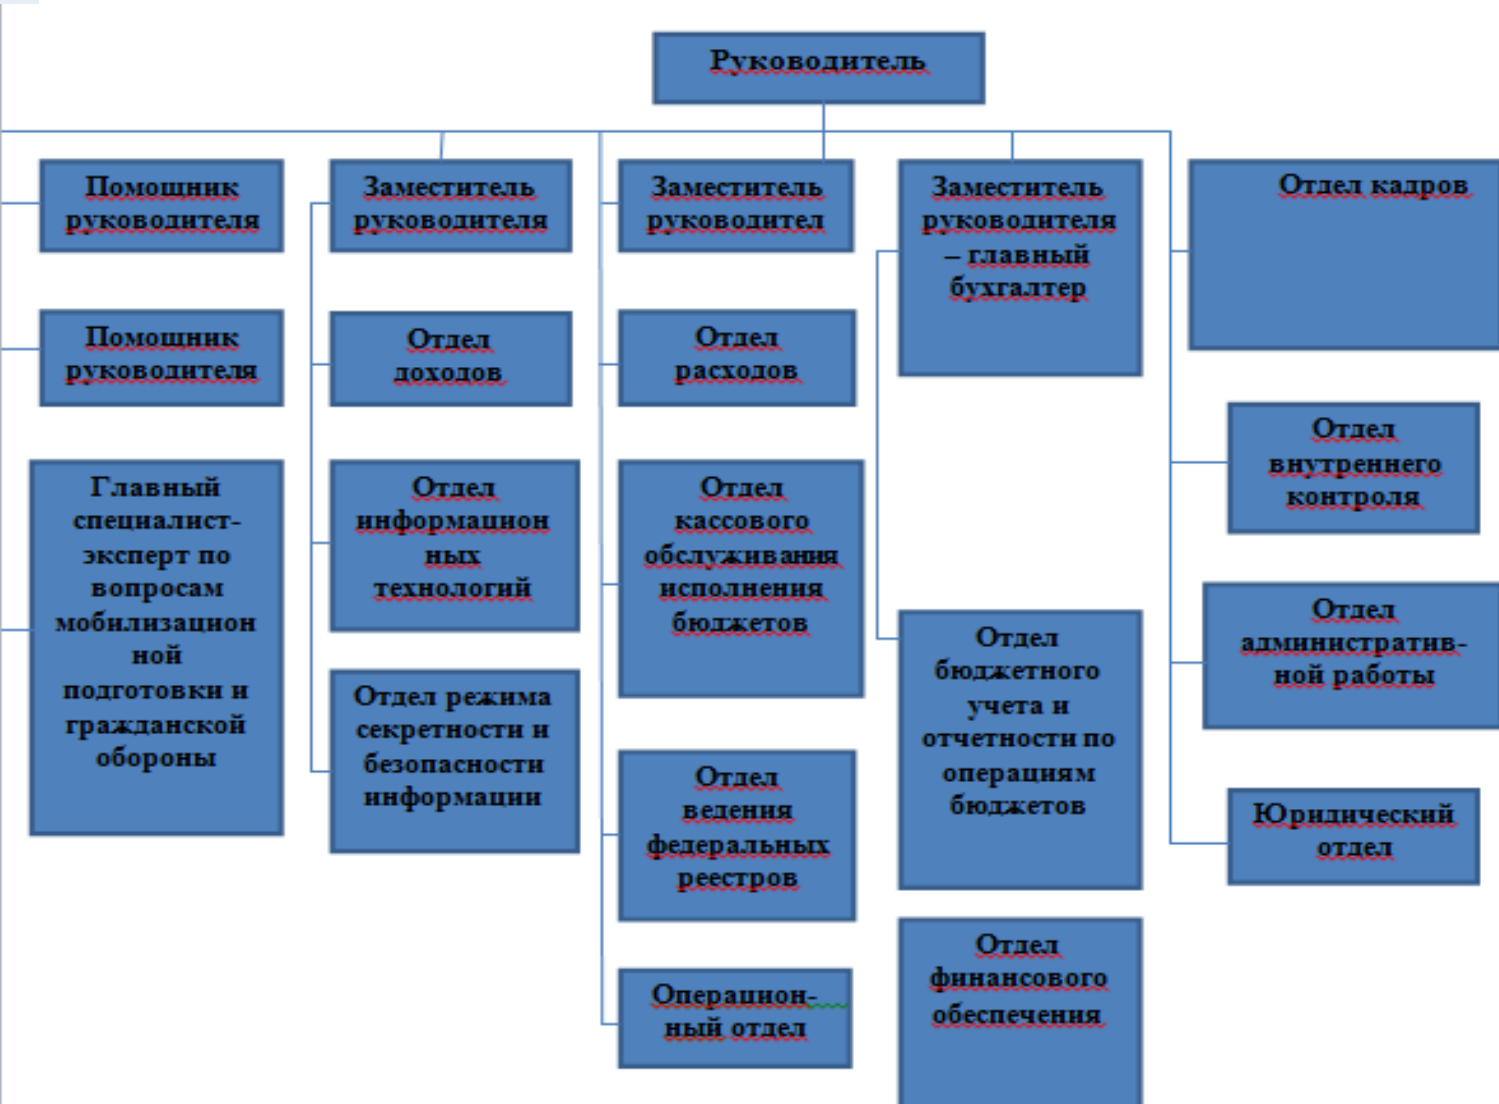 Руководитель
Помощник
руководителя
Помощник
руководителя
Главный
специалист-
эксперт по
вопросам
мобилизацион
ной
подготовки и
гражданской
обороны
Заместитель
руководителя
Отдел
доходов
Отдел
информацион
ных
технологий
Отдел режима
секретности и
безопасности
информации
Заместитель
руководител
Отдел
расходов
Отдел
кассового
обслуживания
исполнения
бюджетов
Отдел
ведения
федеральных
реестров
Операцион-
ный отдел
Заместитель
руководителя
– главный
бухгалтер
Отдел
бюджетного
учета и
отчетности по
операциям
бюджетов
Отдел
финансового
обеспечения
Отдел кадров
Отдел
внутреннего
контроля
Отдел
административ-
ной работы
Юридический
отдел